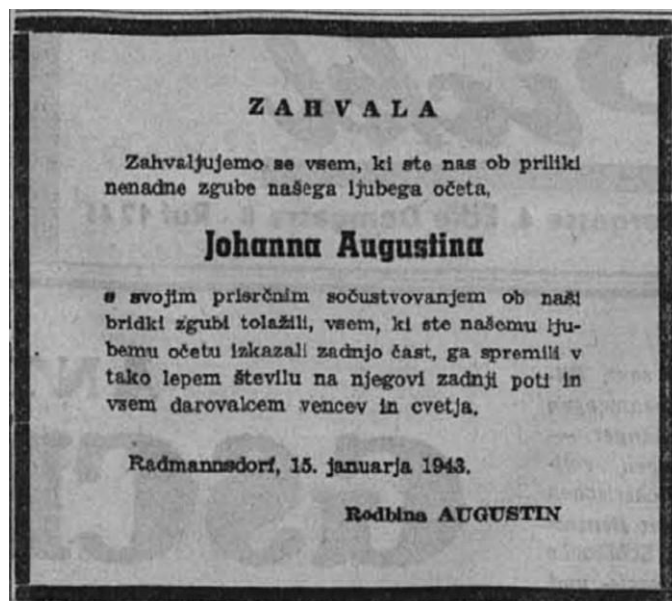 ZAHVALA
Zahvaljujemo se vsem, ki ste nas ob priliki
nenadne zgube našega ljubega očeta,
Johanna Augustina
s svojim prisrčnim sočustvovanjem ob naši
bridki zgubi tolažili, vsem, ki ste našemu lju-
bemu očetu izkazali zadnjo čast, ga spremili v
tako lepem številu na njegovi zadnji poti in
vsem darovalcem vencev in cvetja.
Radmannsdorf, 15. januarja 1943.
Rodbina AUGUSTIN